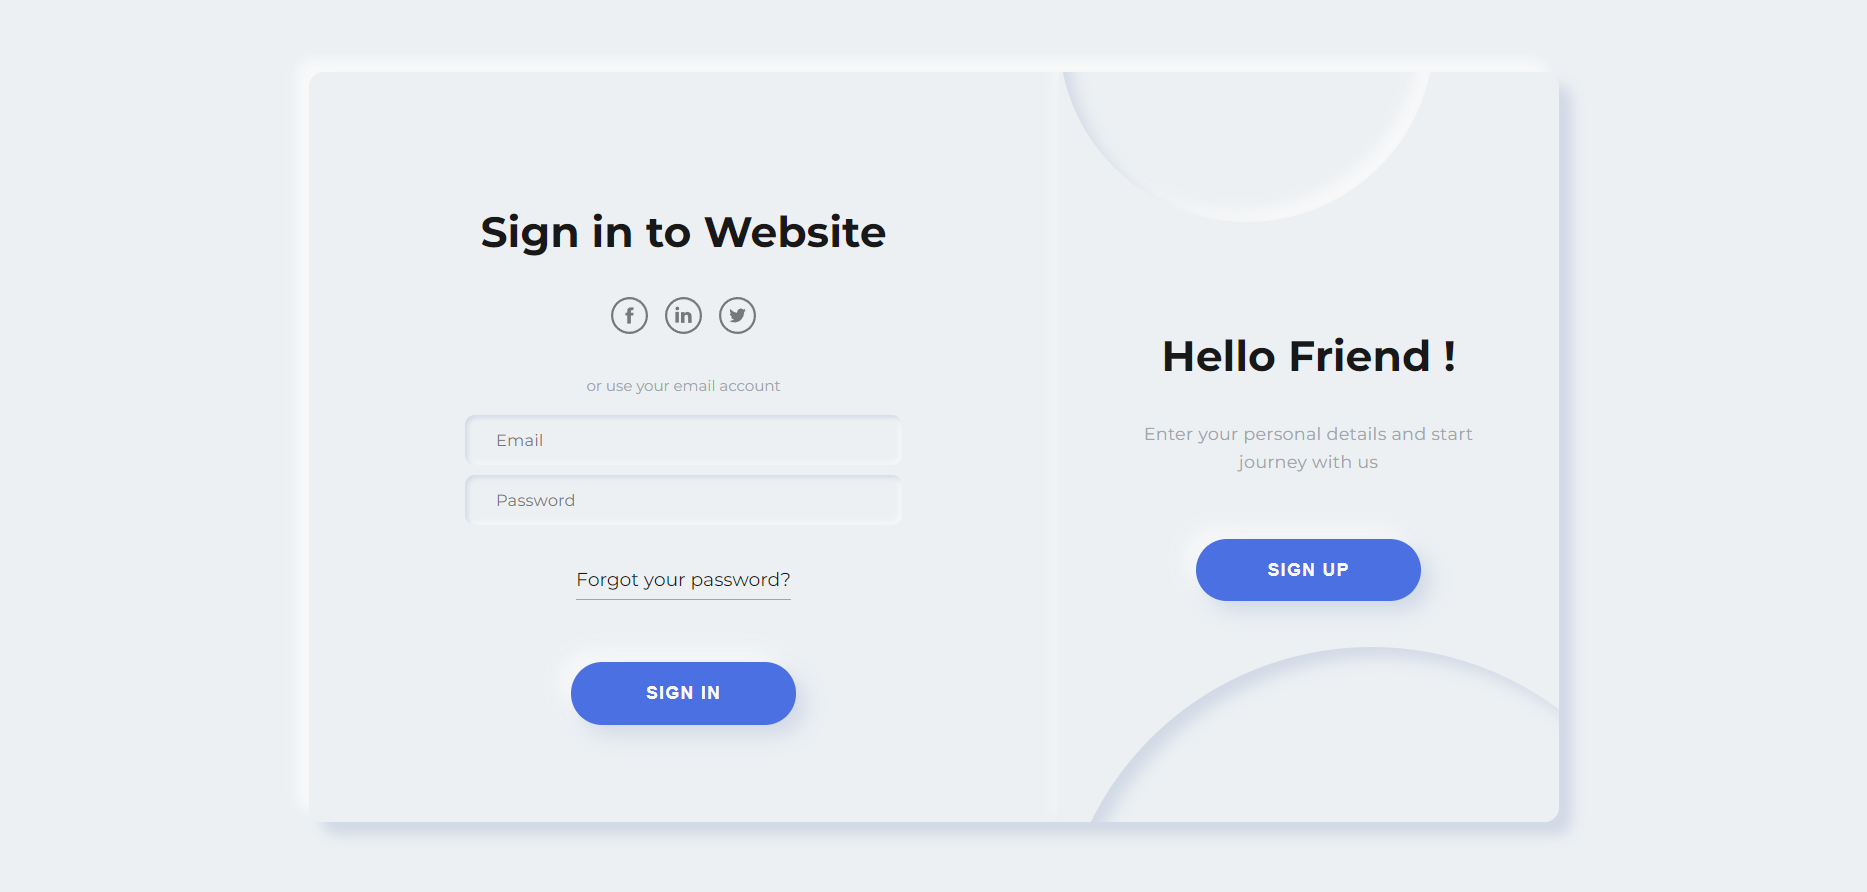 Sign in to Website
or use your email account
Email
Password
Forgot your password?
SIGN IN
Hello Friend !
Enter your personal details and start
journey with us
SIGN UP